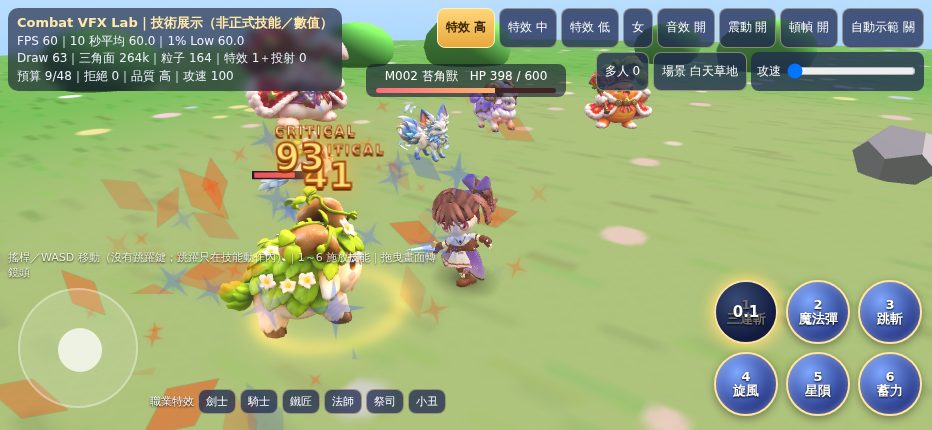 Combat VFX Lab｜技術展示（非正式技能／數值）
FPS 60｜10 秒平均 60.0｜1% Low 60.0
Draw 63｜三角面 264k｜粒子 164｜特效 1＋投射 0
預算 9/48｜拒絕 0｜品質 高｜攻速 100
特效 高
特效 中
特效 低
女
音效 開
震動 開
頓幀 開
自動示範 關
M002 苔角獸 HP 398 / 600
多人 0
場景 白天草地
攻速
CRITICAL
93
CRITICAL
41
搖桿／WASD 移動（沒有跳躍鍵；跳躍只在技能動作內）｜1～6 施放技能｜拖曳畫面轉
鏡頭
1
三連斬
0.1
2
魔法彈
3
跳斬
4
旋風
5
星隕
6
蓄力
職業特效
劍士
騎士
鐵匠
法師
祭司
小丑